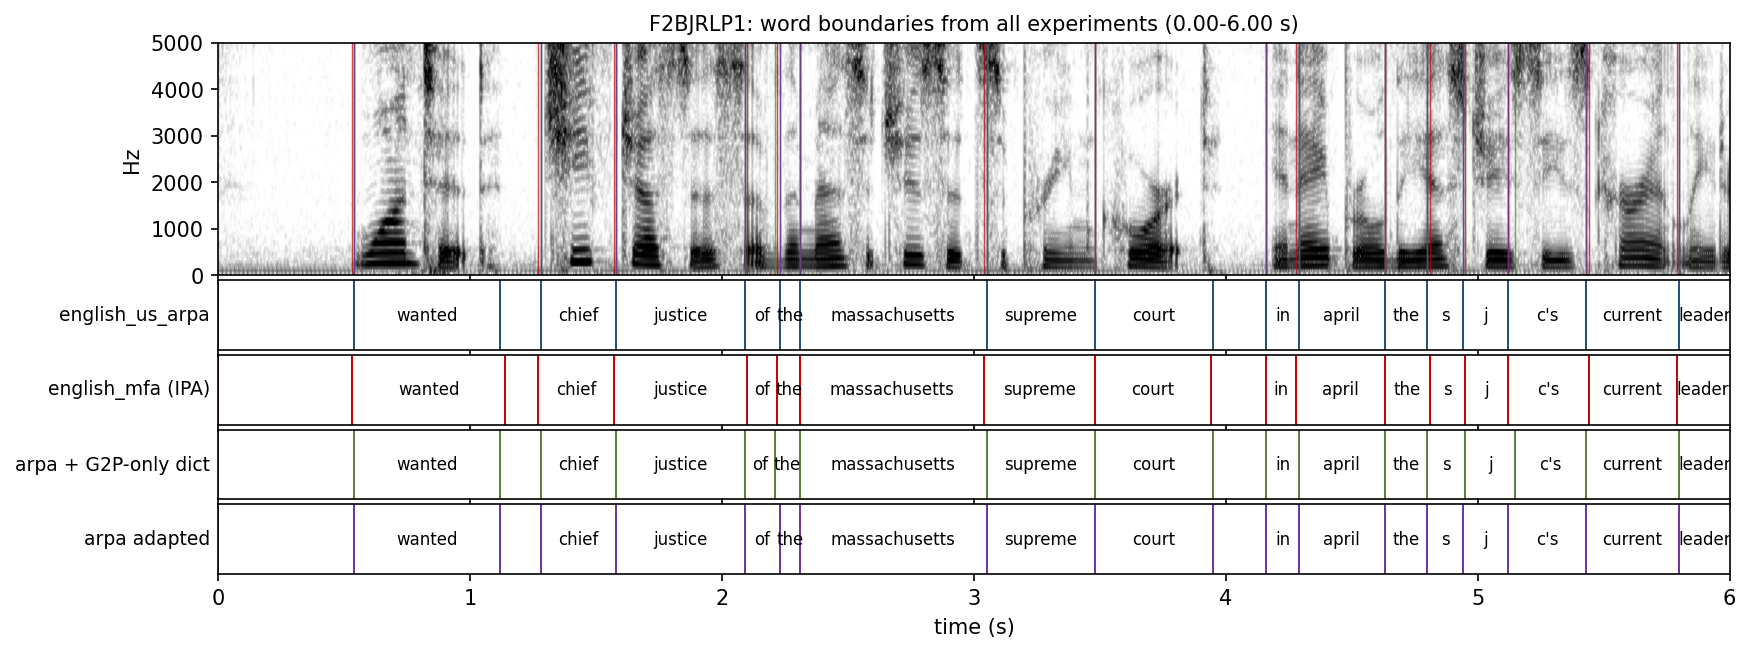 F2BJRLP1: word boundaries from all experiments (0.00-6.00 s)
5000
4000
3000
2000
1000
0
Hz
english_us_arpa wanted chief justice of the massachusetts supreme court in april the s j c's current leader
english_mfa (IPA) wanted chief justice of the massachusetts supreme court in april the s j c's current leader
arpa + G2P-only dict wanted chief justice of the massachusetts supreme court in april the s j c's current leader
arpa adapted wanted chief justice of the massachusetts supreme court in april the s j c's current leader
0 1 2 3 4 5 6
time (s)